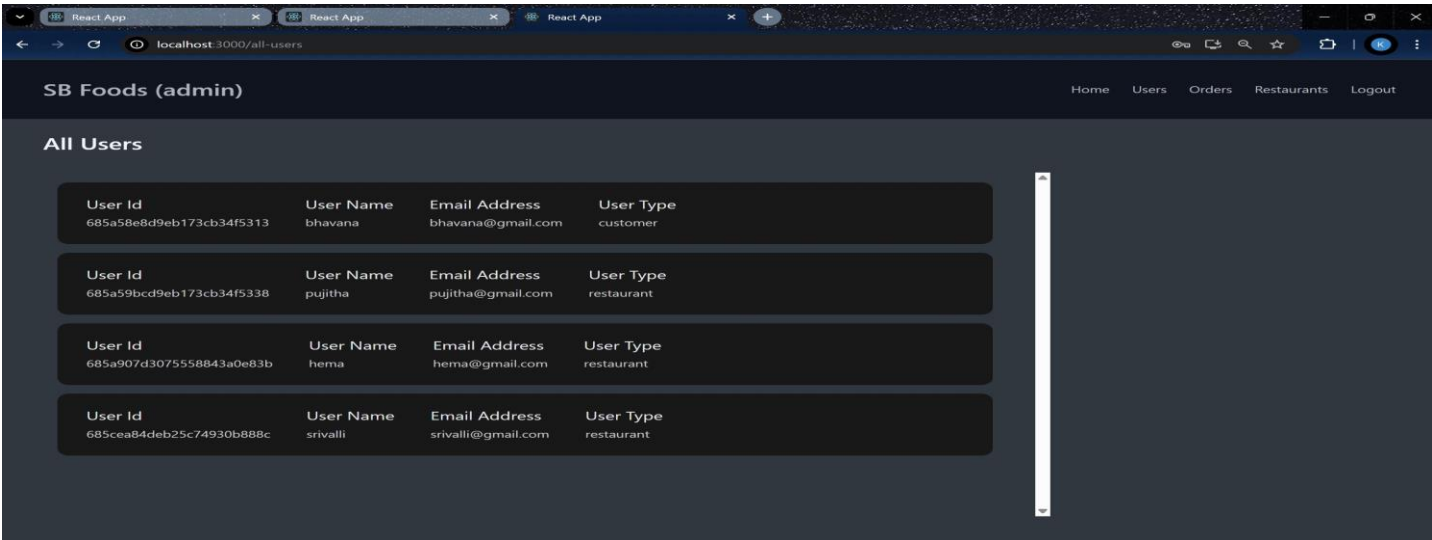 React App React App React App
localhost:3000/all-users K
SB Foods (admin) Home Users Orders Restaurants Logout
All Users
User Id User Name Email Address User Type
685a58e8d9eb173cb34f5313 bhavana bhavana@gmail.com customer
User Id User Name Email Address User Type
685a59bcd9eb173cb34f5338 pujitha pujitha@gmail.com restaurant
User Id User Name Email Address User Type
685a907d3075558843a0e83b hema hema@gmail.com restaurant
User Id User Name Email Address User Type
685cea84deb25c74930b888c srivalli srivalli@gmail.com restaurant